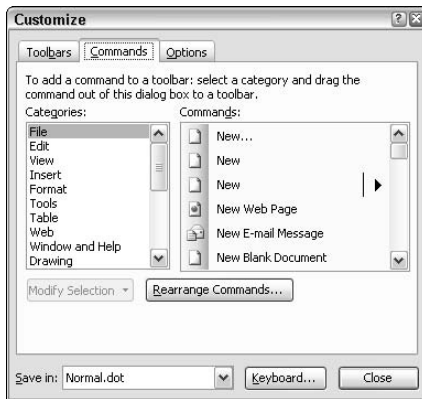 Customize
Toolbars Commands Options
To add a command to a toolbar: select a category and drag the
command out of this dialog box to a toolbar.
Categories:
File
Edit
View
Insert
Format
Tools
Table
Web
Window and Help
Drawing
Commands:
New...
New
New
New Web Page
New E-mail Message
New Blank Document
Modify Selection
Rearrange Commands...
Save in: Normal.dot
Keyboard...
Close